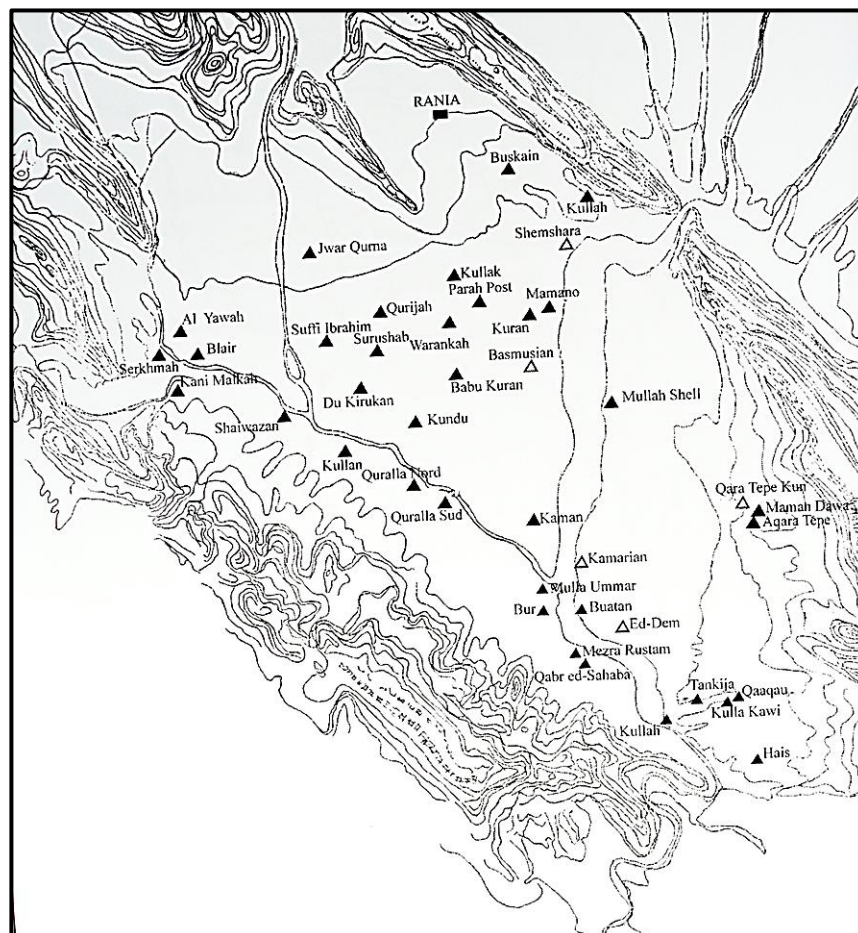 RANIA
Buskain
Kullah
Shemshara
Jwar Qurna
Kullak
Parah Post
Mamano
Qurijah
Kuran
Al Yawah
Suffi Ibrahim
Warankah
Surushab
Blair
Serkhmah
Basmusian
Babu Kuran
Kani Maikah
Du Kirukan
Mullah Shell
Shaiwazan
Kundu
Kullan
Quralla Nord
Qara Tepe Kun
Mamah Dawa
Quralla Sud
Kaman
Aqara Tepe
Kamarian
Mulla Ummar
Bur
Buatan
Ed-Dem
Mezra Rustam
Qabr ed-Sahaba
Tankija
Qaaqau
Kulla Kawi
Kullah
Hais